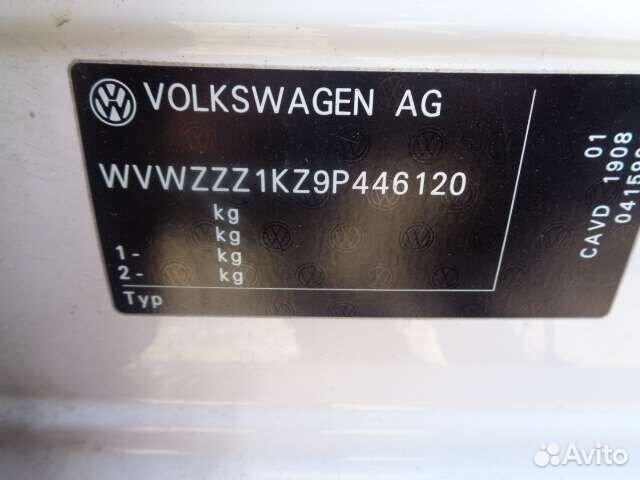 VOLKSWAGEN AG
WVWZZZ1KZ9P446120
kg
kg
1- kg
2- kg
Typ
01
CAVD 1908
Avito